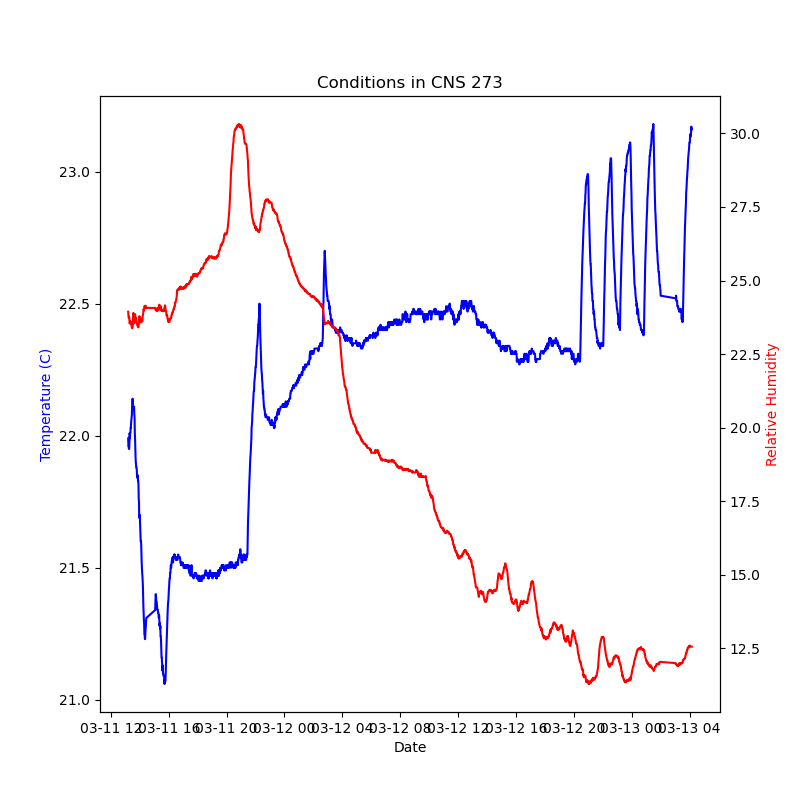 Conditions in CNS 273
23.0
22.5
22.0
21.5
21.0
Temperature (C)
30.0
27.5
25.0
22.5
20.0
17.5
15.0
12.5
Relative Humidity
03-11 12 03-11 16 03-11 20 03-12 00 03-12 04 03-12 08 03-12 12 03-12 16 03-12 20 03-13 00 03-13 04
Date